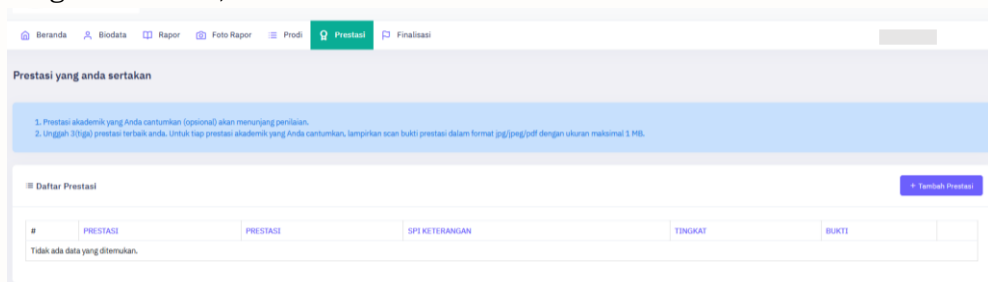 Beranda Biodata Rapor Foto Rapor Prodi Prestasi Finalisasi
Prestasi yang anda sertakan
1. Prestasi akademik yang Anda cantumkan (opsional) akan menunjang penilaian.
2. Unggah 3(tiga) prestasi terbaik anda. Untuk tiap prestasi akademik yang Anda cantumkan, lampirkan scan bukti prestasi dalam format jpg/jpeg/pdf dengan ukuran maksimal 1 MB.
Daftar Prestasi + Tambah Prestasi
# PRESTASI PRESTASI SPI KETERANGAN TINGKAT BUKTI
Tidak ada data yang ditemukan.